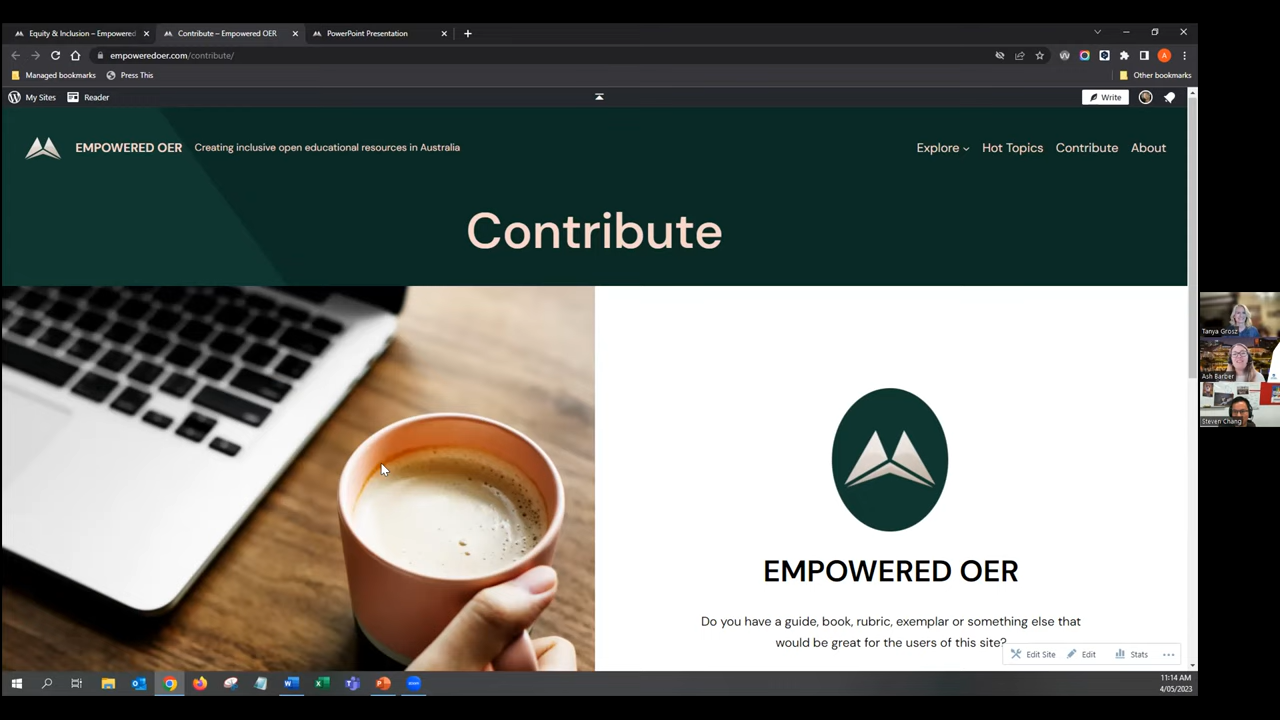 Equity & Inclusion – Empowered
Contribute – Empowered OER
PowerPoint Presentation
empoweredoer.com/contribute/
A
Managed bookmarks
Press This
Other bookmarks
My Sites
Reader
Write
EMPOWERED OER
Creating inclusive open educational resources in Australia
Explore
Hot Topics
Contribute
About
Contribute
Tanya Grosz
Ash Barber
Steven Chang
EMPOWERED OER
Do you have a guide, book, rubric, exemplar or something else that
would be great for the users of this site?
Edit Site
Edit
Stats
11:14 AM
4/05/2023